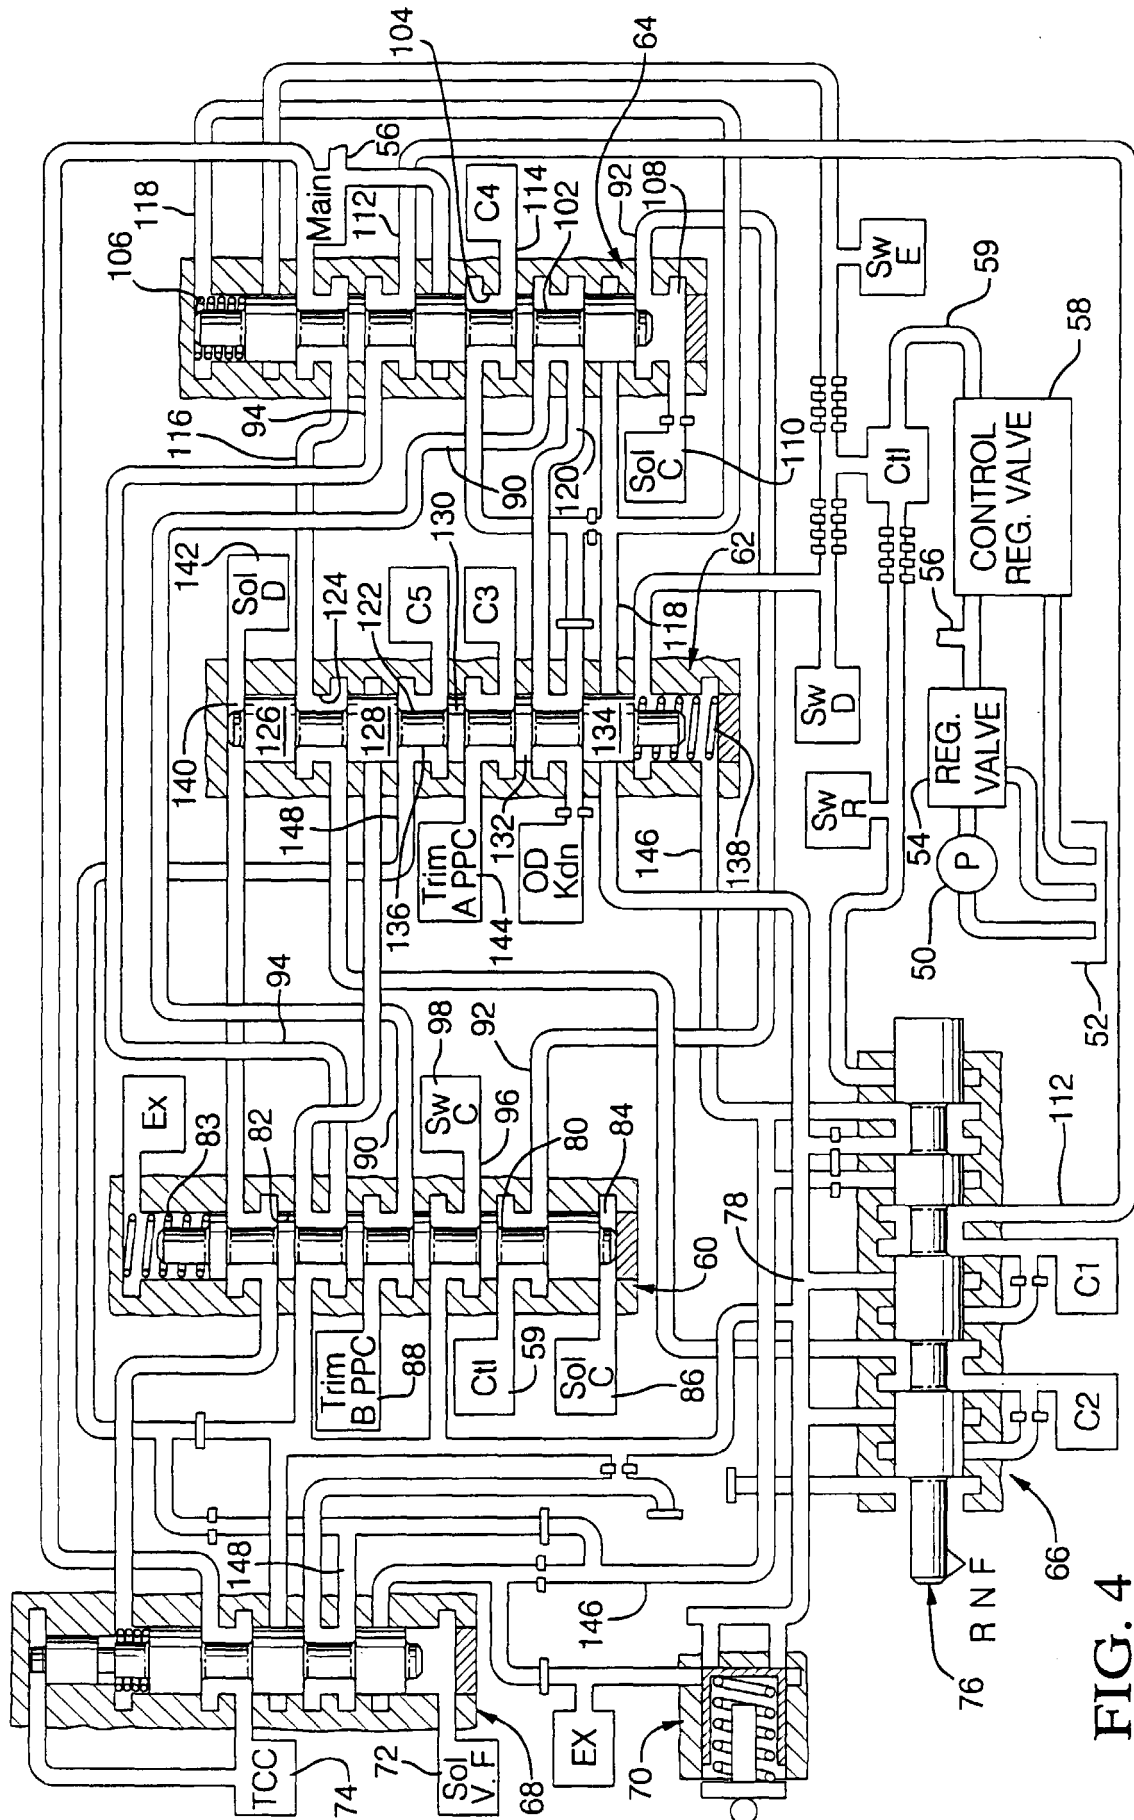 104
64
118
106
Main
56
112
C4
114
102
92
108
116
94
90
120
Sol C
110
Sw E
59
58
142
Sol D
124
122
130
C5
C3
62
118
Ctl
CONTROL
REG. VALVE
56
140
126
128
134
148
136
Trim
A PPC
144
132
OD
Kdn
146
138
Sw D
Sw R
REG.
VALVE
54
P
50
52
94
Ex
83
82
90
Sw C
98
96
92
80
84
60
78
112
Trim
B PPC
88
Ctl
59
Sol C
86
C1
C2
66
148
146
TCC
74
72
Sol
V. F
68
EX
70
76
R N F
FIG. 4